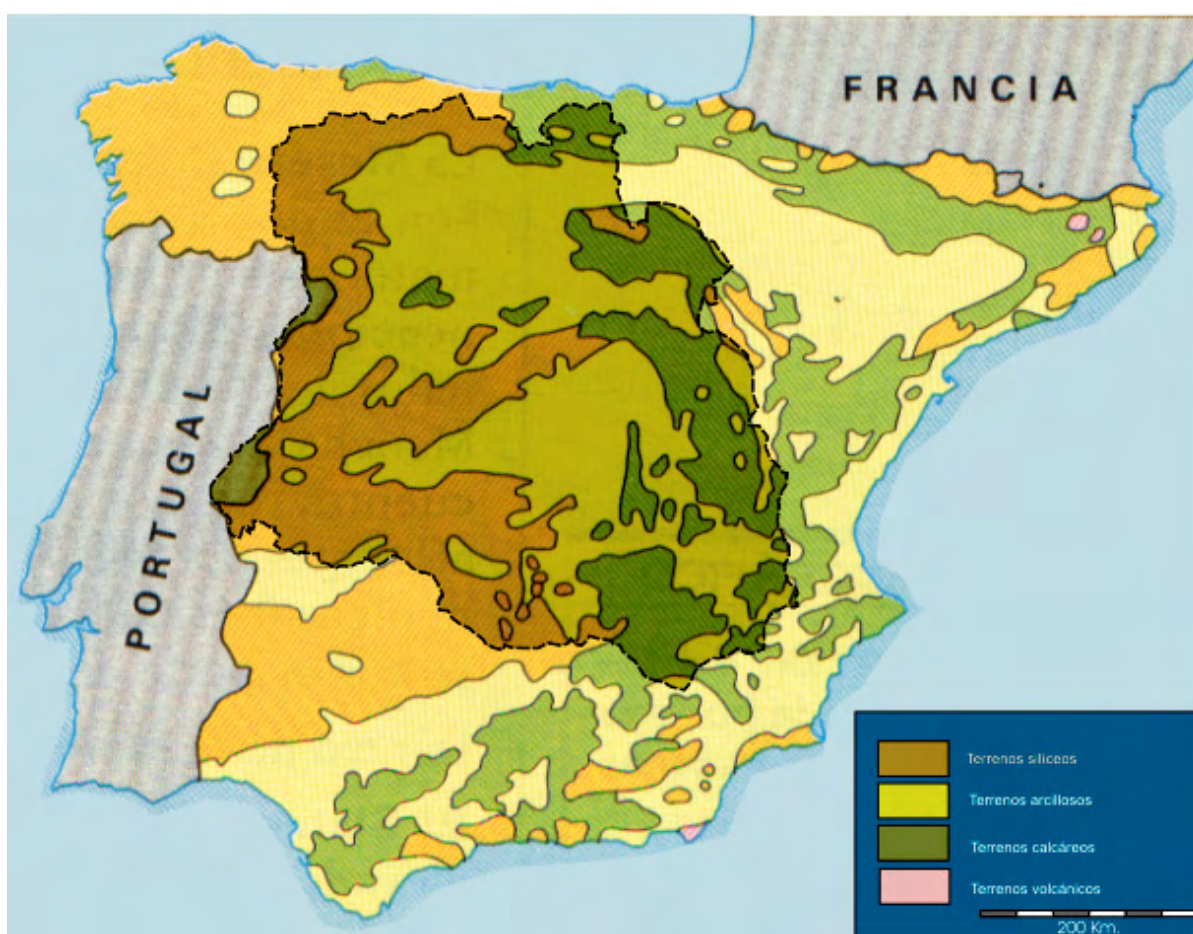 FRANCIA
PORTUGAL
Terrenos silíceos
Terrenos arcillosos
Terrenos calcáreos
Terrenos volcánicos
200 Km.